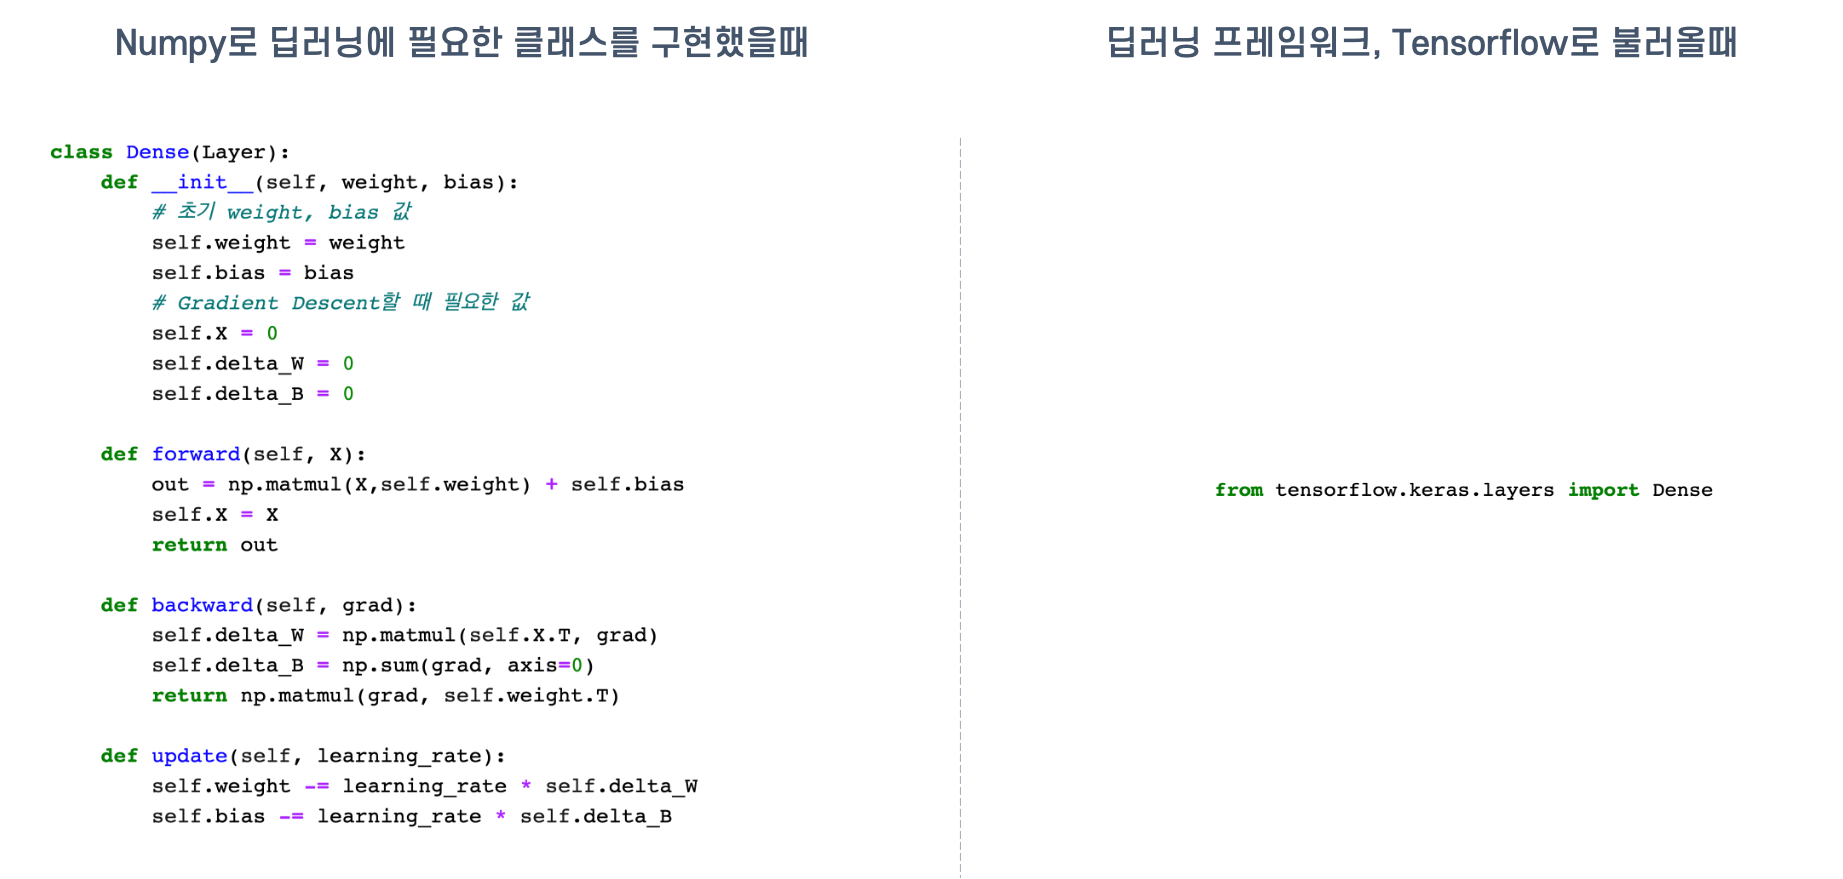 Numpy로 딥러닝에 필요한 클래스를 구현했을때
class Dense(Layer):
    def __init__(self, weight, bias):
        # 초기 weight, bias 값
        self.weight = weight
        self.bias = bias
        # Gradient Descent할 때 필요한 값
        self.X = 0
        self.delta_W = 0
        self.delta_B = 0
    def forward(self, X):
        out = np.matmul(X,self.weight) + self.bias
        self.X = X
        return out
    def backward(self, grad):
        self.delta_W = np.matmul(self.X.T, grad)
        self.delta_B = np.sum(grad, axis=0)
        return np.matmul(grad, self.weight.T)
    def update(self, learning_rate):
        self.weight -= learning_rate * self.delta_W
        self.bias -= learning_rate * self.delta_B
딥러닝 프레임워크, Tensorflow로 불러올때
from tensorflow.keras.layers import Dense